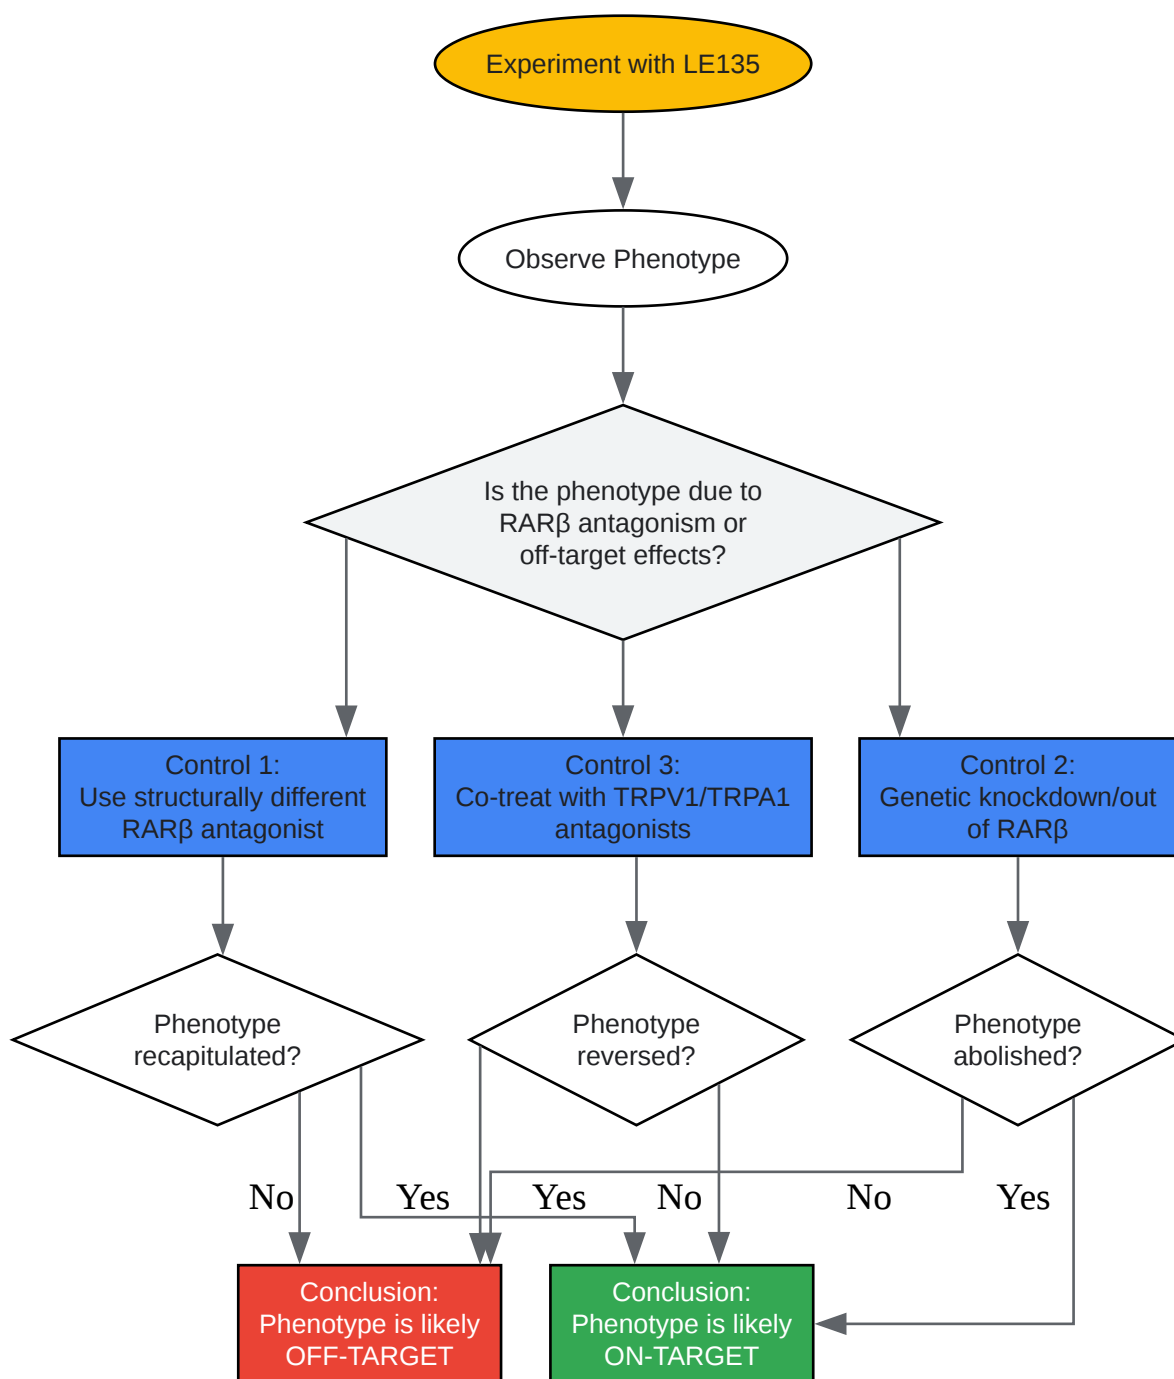 Experiment with LE135
Observe Phenotype
Is the phenotype due to
RARβ antagonism or
off-target effects?
Control 1:
Use structurally different
RARβ antagonist
Control 3:
Co-treat with TRPV1/TRPA1
antagonists
Control 2:
Genetic knockdown/out
of RARβ
Phenotype
recapitulated?
Phenotype
reversed?
Phenotype
abolished?
No
Yes
Yes
No
No
Yes
Conclusion:
Phenotype is likely
OFF-TARGET
Conclusion:
Phenotype is likely
ON-TARGET